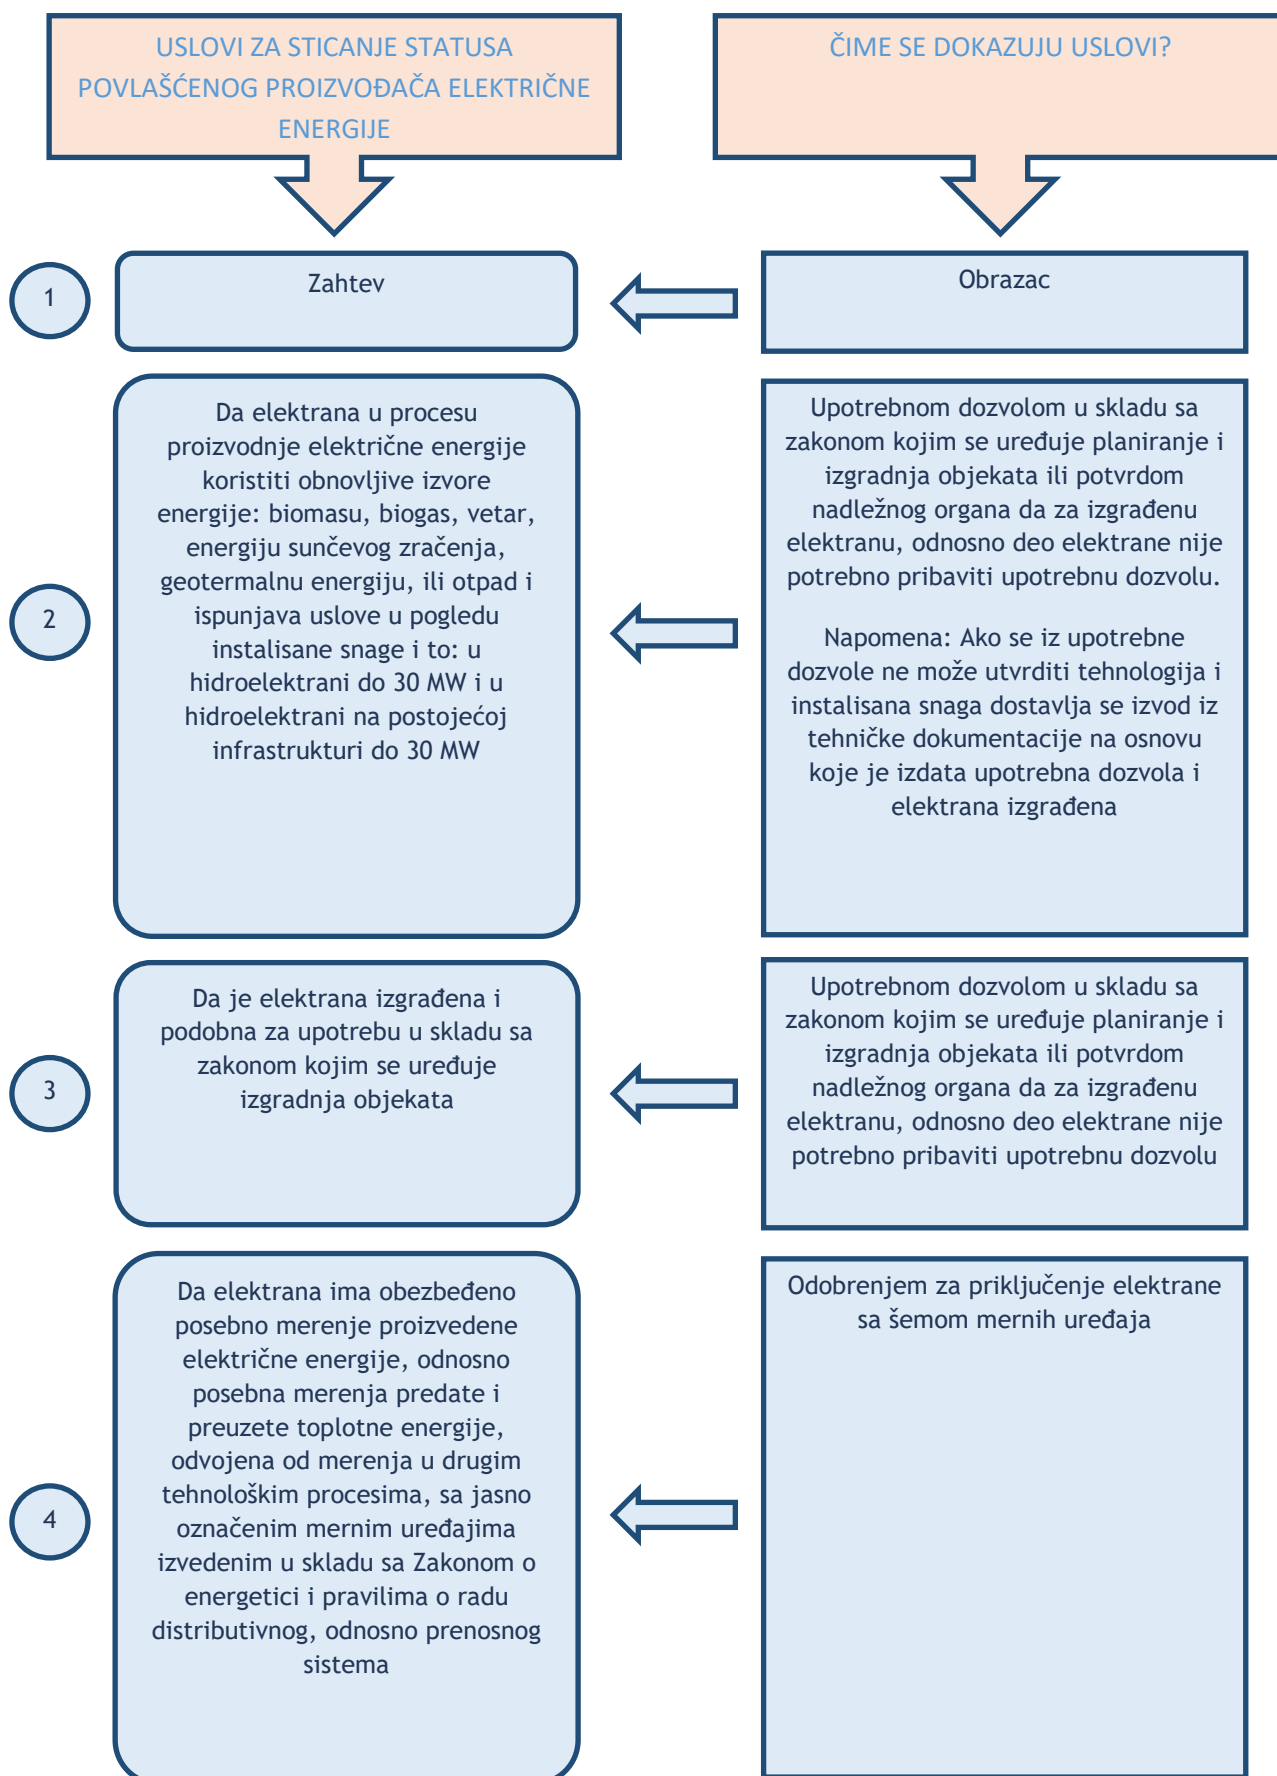 USLOVI ZA STICANJE STATUSA
POVLAŠĆENOG PROIZVOĐAČA ELEKTRIČNE
ENERGIJE
ČIME SE DOKAZUJU USLOVI?
1
Zahtev
Obrazac
2
Da elektrana u procesu
proizvodnje električne energije
koristiti obnovljive izvore
energije: biomasu, biogas, vetar,
energiju sunčevog zračenja,
geotermalnu energiju, ili otpad i
ispunjava uslove u pogledu
instalisane snage i to: u
hidroelektrani do 30 MW i u
hidroelektrani na postojećoj
infrastrukturi do 30 MW
Upotrebnom dozvolom u skladu sa
zakonom kojim se uređuje planiranje i
izgradnja objekata ili potvrdom
nadležnog organa da za izgrađenu
elektranu, odnosno deo elektrane nije
potrebno pribaviti upotrebnu dozvolu.
Napomena: Ako se iz upotrebne
dozvole ne može utvrditi tehnologija i
instalisana snaga dostavlja se izvod iz
tehničke dokumentacije na osnovu
koje je izdata upotrebna dozvola i
elektrana izgrađena
3
Da je elektrana izgrađena i
podobna za upotrebu u skladu sa
zakonom kojim se uređuje
izgradnja objekata
Upotrebnom dozvolom u skladu sa
zakonom kojim se uređuje planiranje i
izgradnja objekata ili potvrdom
nadležnog organa da za izgrađenu
elektranu, odnosno deo elektrane nije
potrebno pribaviti upotrebnu dozvolu
4
Da elektrana ima obezbeđeno
posebno merenje proizvedene
električne energije, odnosno
posebna merenja predate i
preuzete toplotne energije,
odvojena od merenja u drugim
tehnološkim procesima, sa jasno
označenim mernim uređajima
izvedenim u skladu sa Zakonom o
energetici i pravilima o radu
distributivnog, odnosno prenosnog
sistema
Odobrenjem za priključenje elektrane
sa šemom mernih uređaja